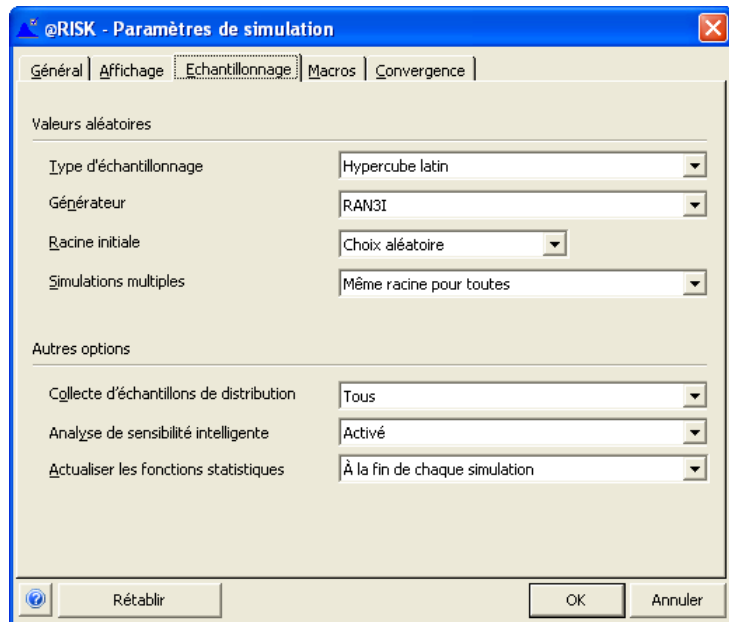 @RISK - Paramètres de simulation
Général Affichage Echantillonnage Macros Convergence
Valeurs aléatoires
Type d'échantillonnage Hypercube latin
Générateur RAN3I
Racine initiale Choix aléatoire
Simulations multiples Même racine pour toutes
Autres options
Collecte d’échantillons de distribution Tous
Analyse de sensibilité intelligente Activé
Actualiser les fonctions statistiques À la fin de chaque simulation
Rétablir OK Annuler